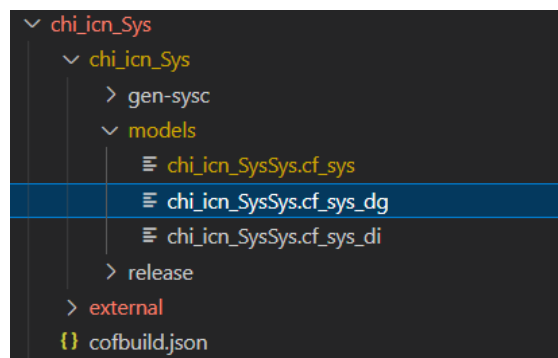 chi_icn_Sys
chi_icn_Sys
gen-sysc
models
chi_icn_SysSys.cf_sys
chi_icn_SysSys.cf_sys_dg
chi_icn_SysSys.cf_sys_di
release
external
{} cofbuild.json